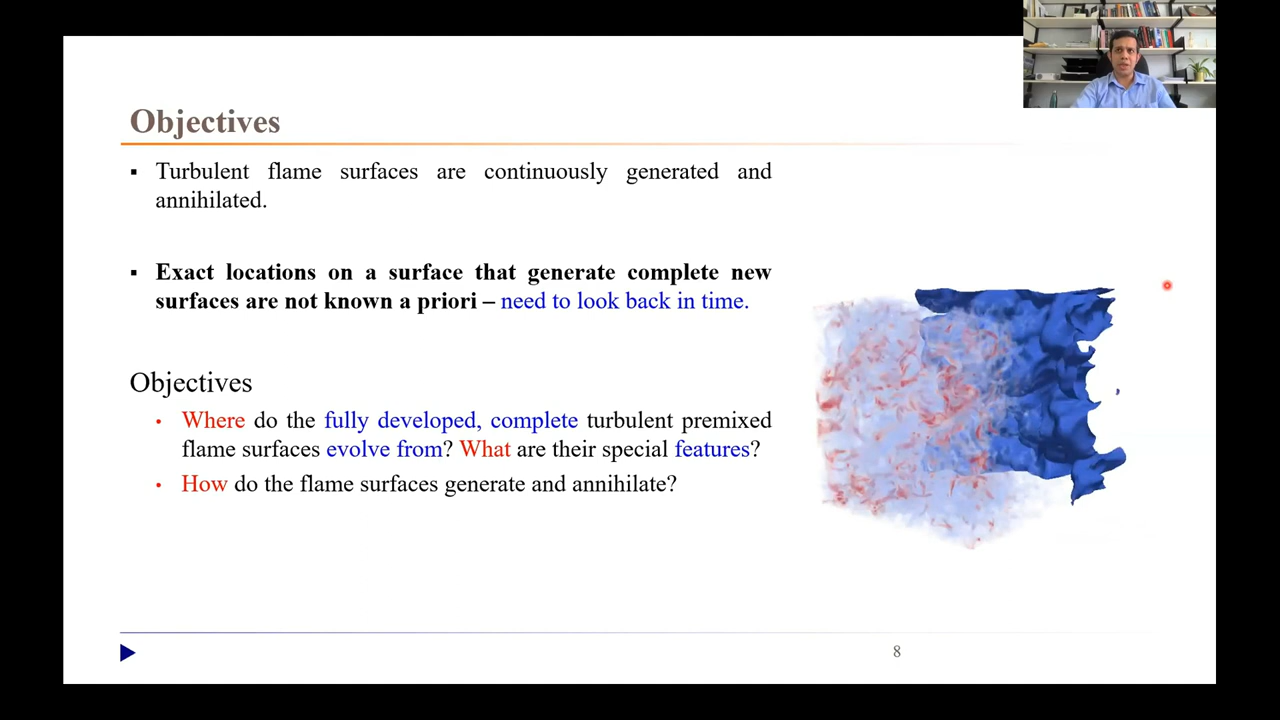 Objectives
▪ Turbulent flame surfaces are continuously generated and
annihilated.
▪ Exact locations on a surface that generate complete new
surfaces are not known a priori – need to look back in time.
Objectives
• Where do the fully developed, complete turbulent premixed
flame surfaces evolve from? What are their special features?
• How do the flame surfaces generate and annihilate?
8